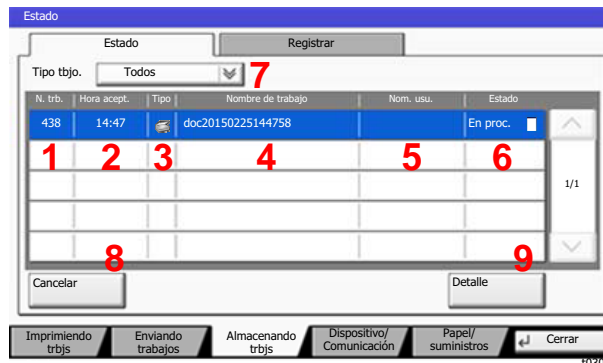 Estado
Estado Registrar
Tipo tbjo. Todos 7
N. trb. Hora acept. Tipo Nombre de trabajo Nom. usu. Estado
438 14:47 doc20150225144758 En proc.
1 2 3 4 5 6
1/1
8 9
Cancelar Detalle
Imprimiendo trbjs Enviando trabajos Almacenando trbjs Dispositivo/ Comunicación Papel/ suministros Cerrar